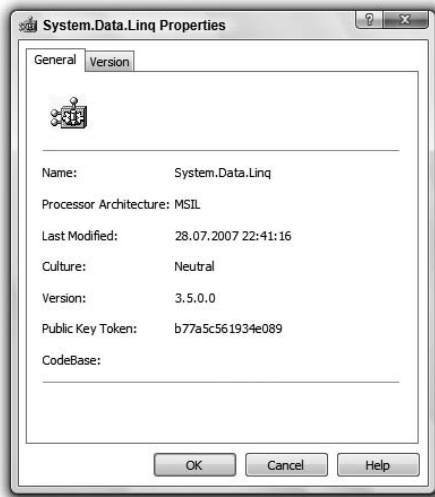 System.Data.Linq Properties
General Version
Name: System.Data.Linq
Processor Architecture: MSIL
Last Modified: 28.07.2007 22:41:16
Culture: Neutral
Version: 3.5.0.0
Public Key Token: b77a5c561934e089
CodeBase:
OK Cancel Help